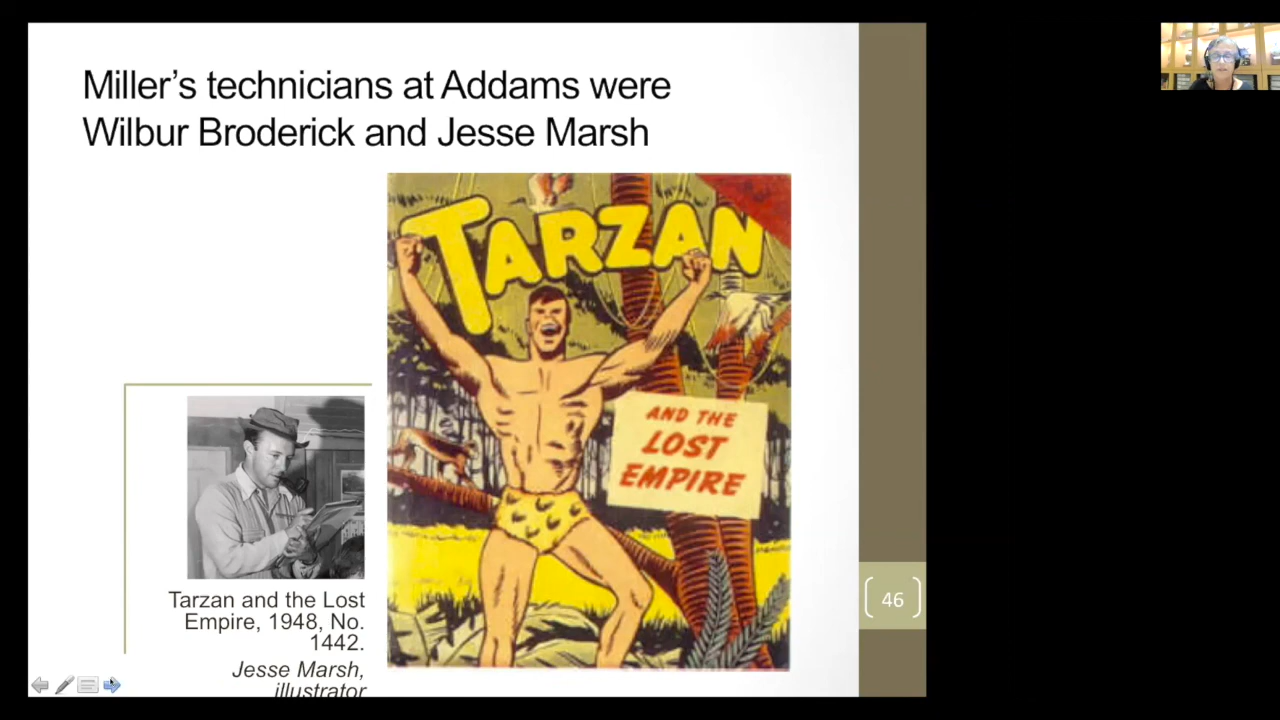 Miller's technicians at Addams were
Wilbur Broderick and Jesse Marsh
TARZAN
AND THE
LOST
EMPIRE
Tarzan and the Lost
Empire, 1948, No.
1442.
Jesse Marsh,
illustrator
46